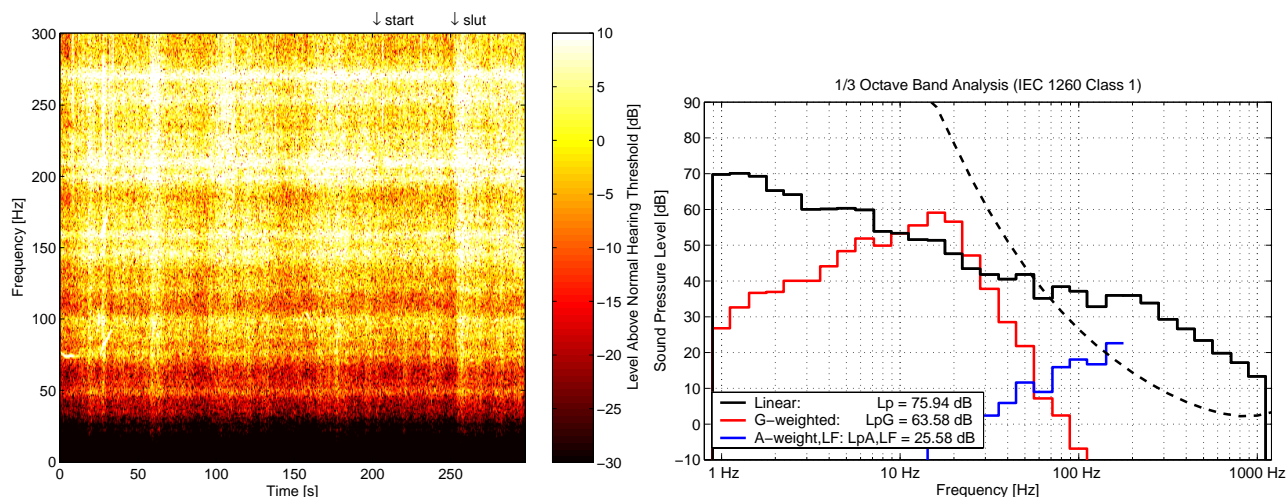 ↓ start
↓ slut
300
250
200
150
100
50
0
Frequency [Hz]
0
50
100
150
200
250
Time [s]
10
5
0
−5
−10
−15
−20
−25
−30
Level Above Normal Hearing Threshold [dB]
1/3 Octave Band Analysis (IEC 1260 Class 1)
90
80
70
60
50
40
30
20
10
0
−10
Sound Pressure Level [dB]
Linear: Lp = 75.94 dB
G−weighted: LpG = 63.58 dB
A−weight,LF: LpA,LF = 25.58 dB
1 Hz
10 Hz
100 Hz
1000 Hz
Frequency [Hz]